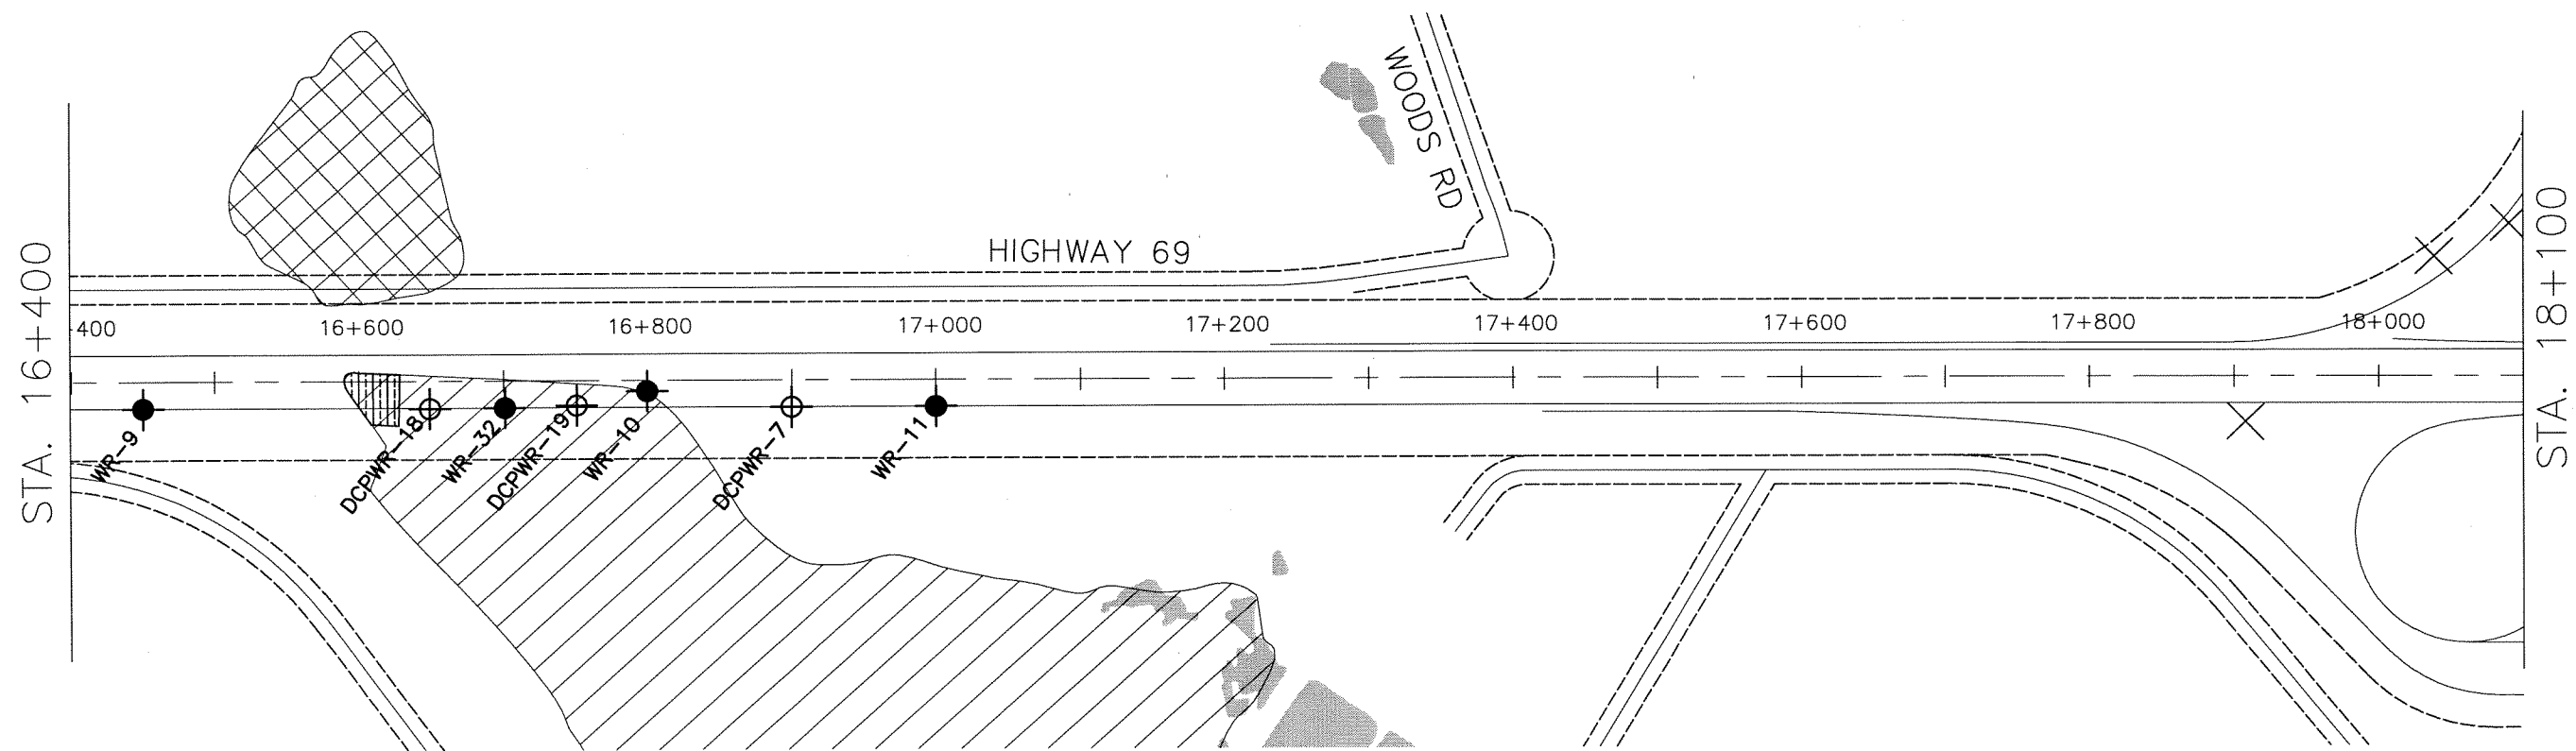 WOODS RD
HIGHWAY 69
STA. 16+400
400
16+600
16+800
17+000
17+200
17+400
17+600
17+800
18+000
STA. 18+100
WR-9
DCPWR-18
WR-32
DCPWR-19
WR-10
DCPWR-7
WR-11